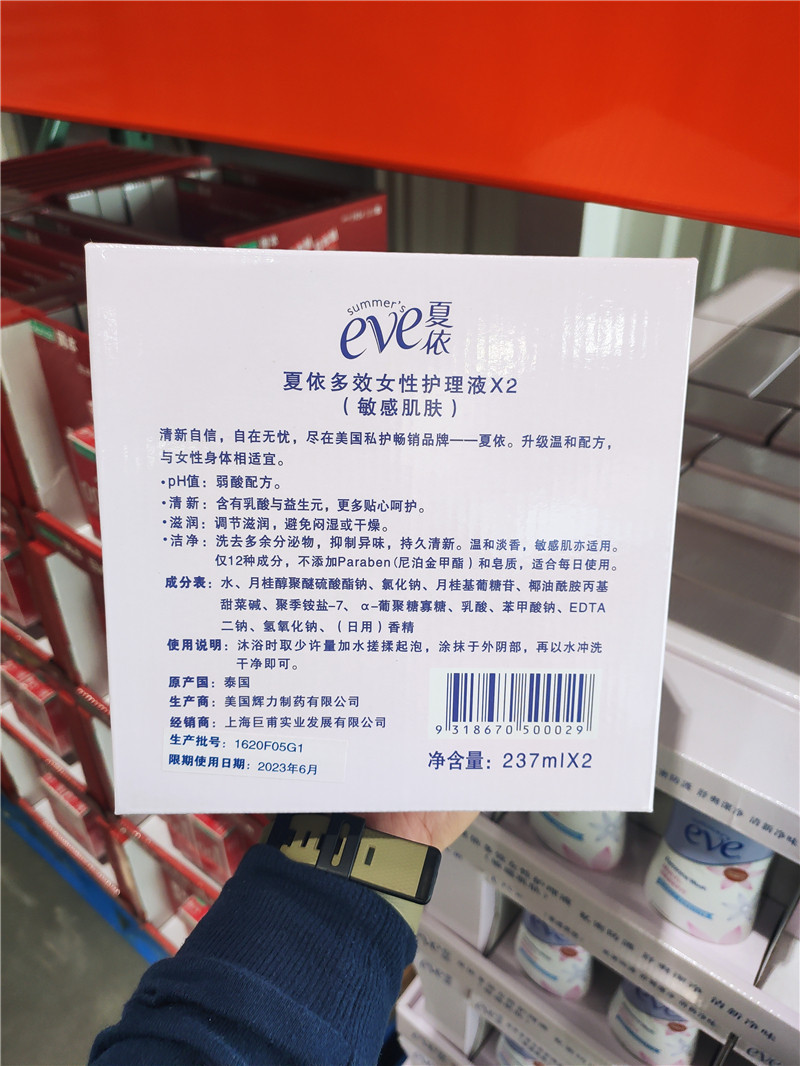 summer's
eve夏依
夏依多效女性护理液X2
（敏感肌肤）
清新自信，自在无忧，尽在美国私护畅销品牌——夏依。升级温和配方，
与女性身体相适宜。
·pH值：弱酸配方。
·清新：含有乳酸与益生元，更多贴心呵护。
·滋润：调节滋润，避免闷湿或干燥。
·洁净：洗去多余分泌物，抑制异味，持久清新。温和淡香，敏感肌亦适用。
仅12种成分，不添加Paraben(尼泊金甲酯）和皂质，适合每日使用。
成分表：水、月桂醇聚醚硫酸酯钠、氯化钠、月桂基葡糖苷、椰油酰胺丙基
甜菜碱、聚季铵盐-7、α-葡聚糖寡糖、乳酸、苯甲酸钠、EDTA
二钠、氢氧化钠、（日用）香精
使用说明：沐浴时取少许量加水搓揉起泡，涂抹于外阴部，再以水冲洗
干净即可。
原产国：泰国
生产商：美国辉力制药有限公司
经销商：上海巨甫实业发展有限公司
生产批号：1620F05G1
限期使用日期：2023年6月
9 318670 500029
净含量：237mlX2
eve
清新净味
eve
清新净味
eve